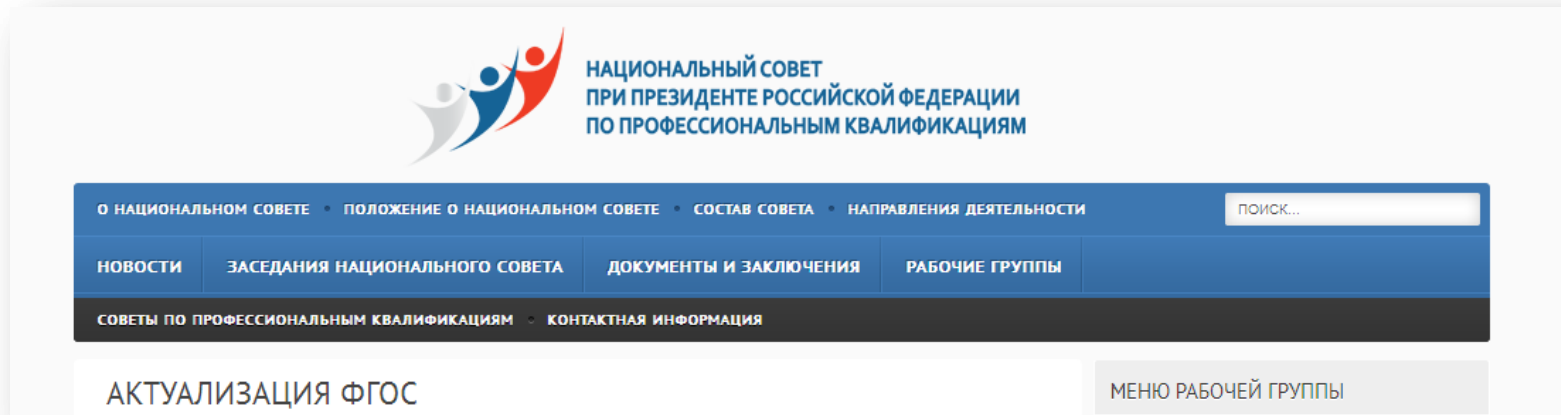 НАЦИОНАЛЬНЫЙ СОВЕТ
ПРИ ПРЕЗИДЕНТЕ РОССИЙСКОЙ ФЕДЕРАЦИИ
ПО ПРОФЕССИОНАЛЬНЫМ КВАЛИФИКАЦИЯМ
О НАЦИОНАЛЬНОМ СОВЕТЕ • ПОЛОЖЕНИЕ О НАЦИОНАЛЬНОМ СОВЕТЕ • СОСТАВ СОВЕТА • НАПРАВЛЕНИЯ ДЕЯТЕЛЬНОСТИ ПОИСК...
НОВОСТИ ЗАСЕДАНИЯ НАЦИОНАЛЬНОГО СОВЕТА ДОКУМЕНТЫ И ЗАКЛЮЧЕНИЯ РАБОЧИЕ ГРУППЫ
СОВЕТЫ ПО ПРОФЕССИОНАЛЬНЫМ КВАЛИФИКАЦИЯМ • КОНТАКТНАЯ ИНФОРМАЦИЯ
АКТУАЛИЗАЦИЯ ФГОС МЕНЮ РАБОЧЕЙ ГРУППЫ